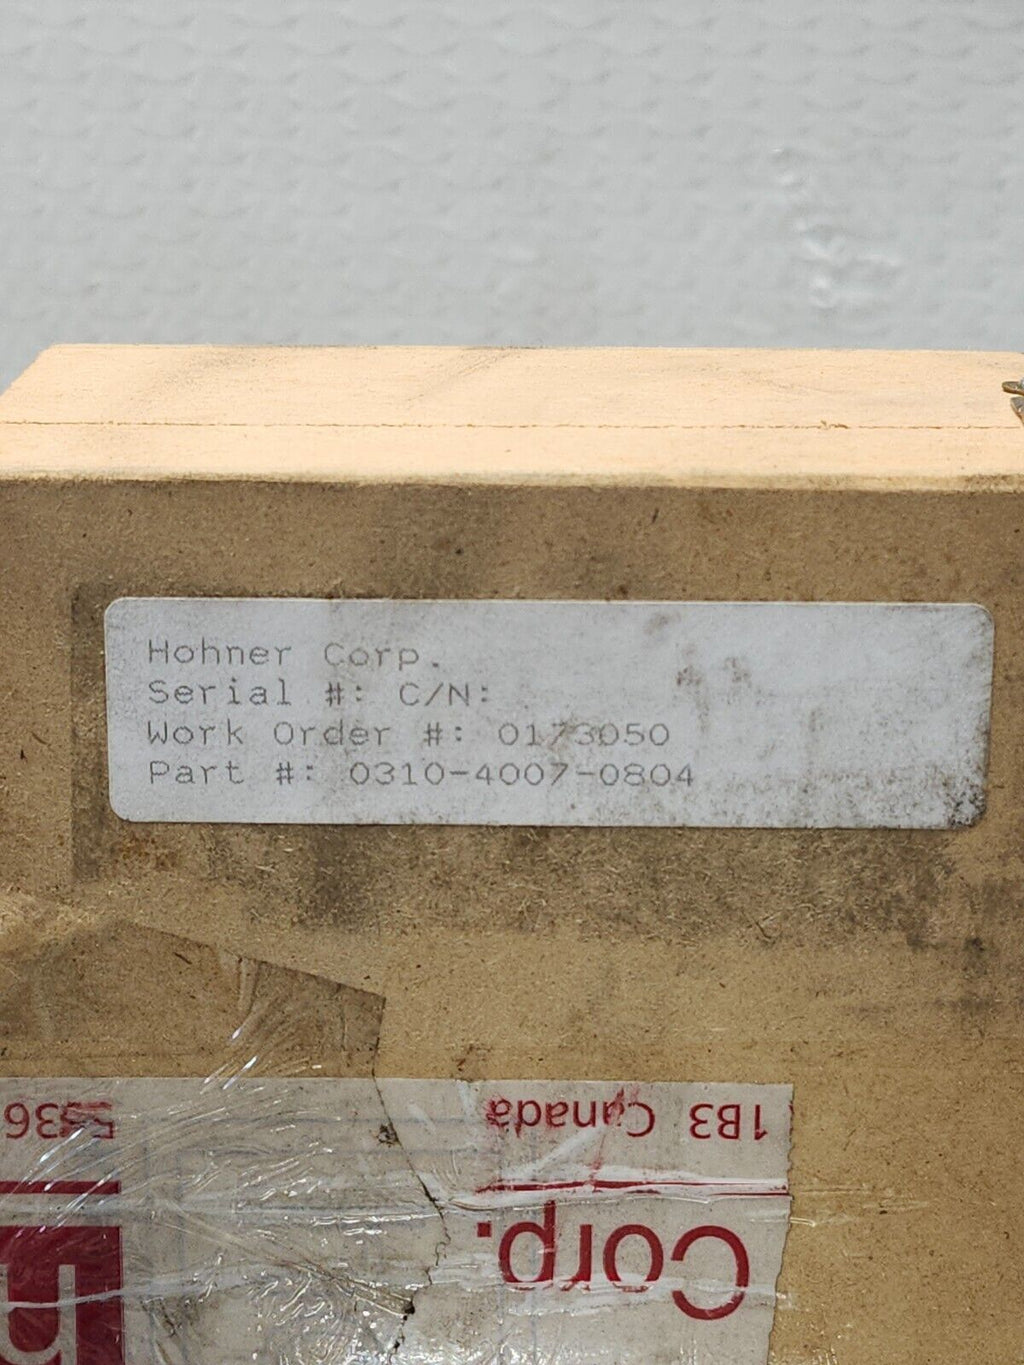 Hohner Corp.
Serial #: C/N:
Work Order #: 0173050
Part #: 0310-4007-0804
1B3 Canada
Corp.